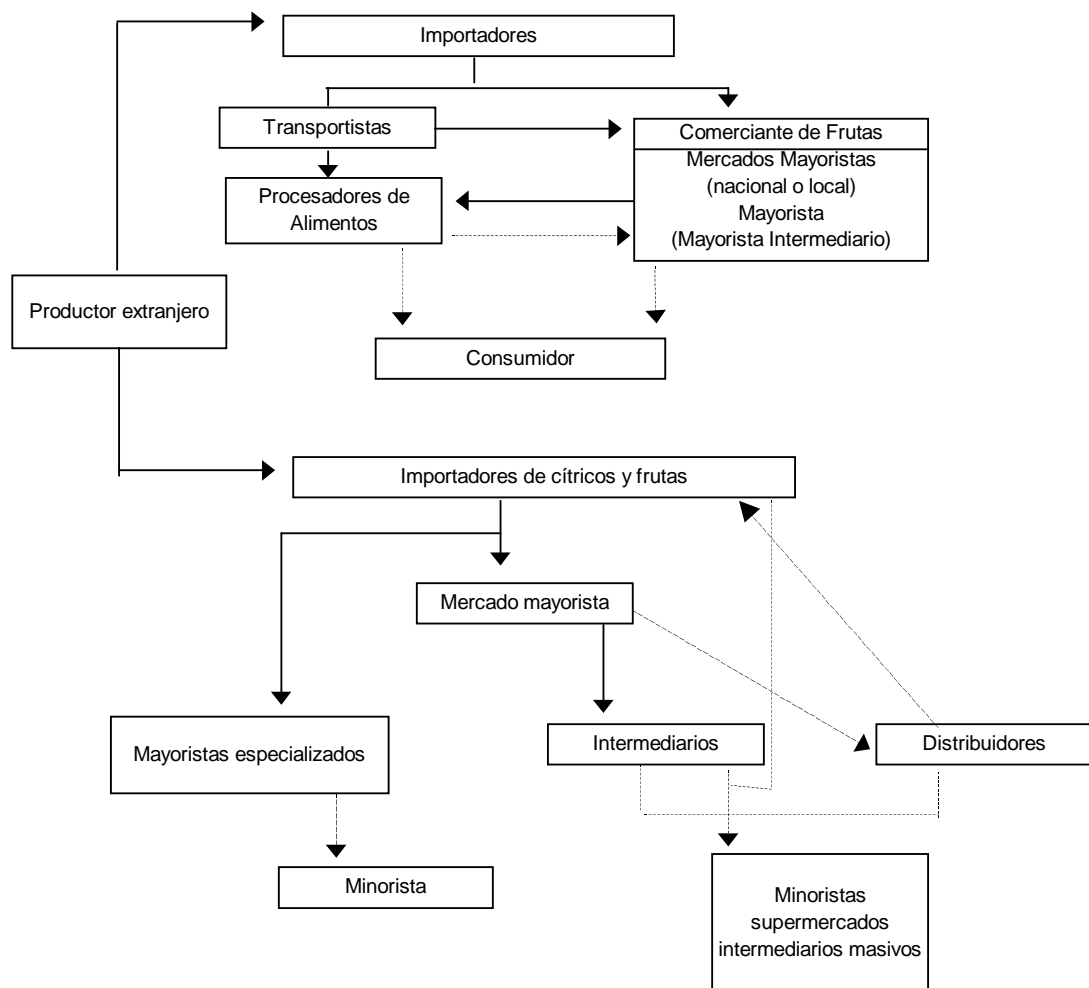 Importadores
Transportistas
Comerciante de Frutas
Mercados Mayoristas
(nacional o local)
Mayorista
(Mayorista Intermediario)
Procesadores de
Alimentos
Productor extranjero
Consumidor
Importadores de cítricos y frutas
Mercado mayorista
Mayoristas especializados
Intermediarios
Distribuidores
Minorista
Minoristas
supermercados
intermediarios masivos